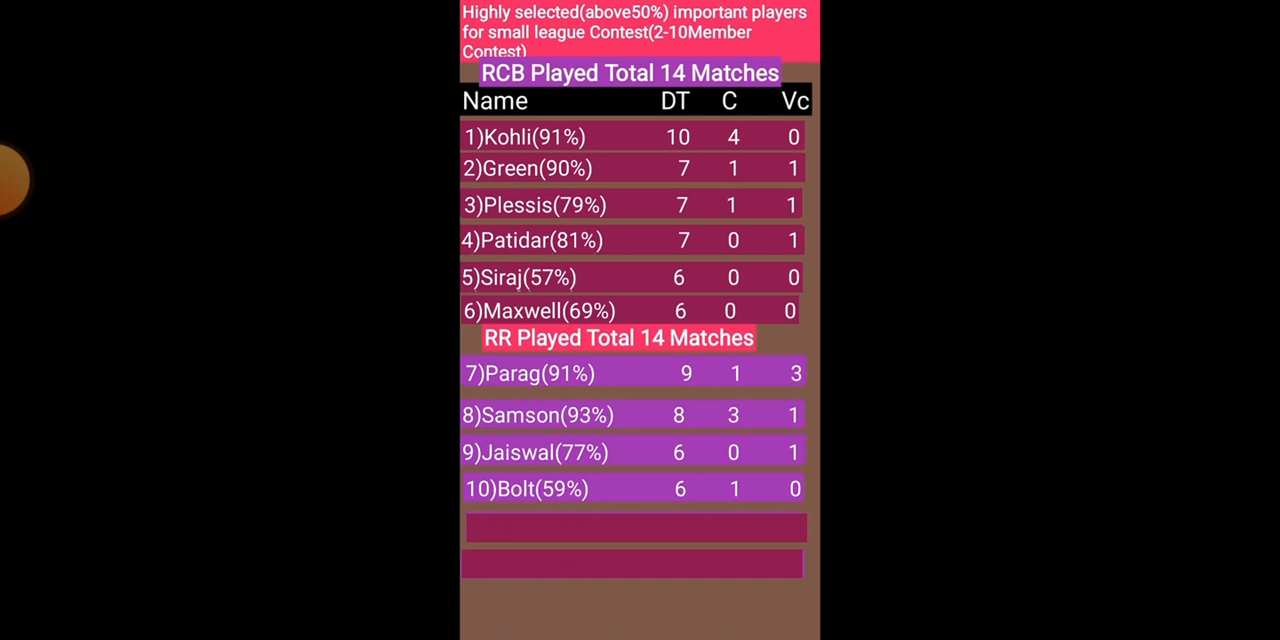 Highly selected(above50%) important players
for small league Contest(2-10Member
Contest)
RCB Played Total 14 Matches
Name DT C Vc
1)Kohli(91%) 10 4 0
2)Green(90%) 7 1 1
3)Plessis(79%) 7 1 1
4)Patidar(81%) 7 0 1
5)Siraj(57%) 6 0 0
6)Maxwell(69%) 6 0 0
RR Played Total 14 Matches
7)Parag(91%) 9 1 3
8)Samson(93%) 8 3 1
9)Jaiswal(77%) 6 0 1
10)Bolt(59%) 6 1 0